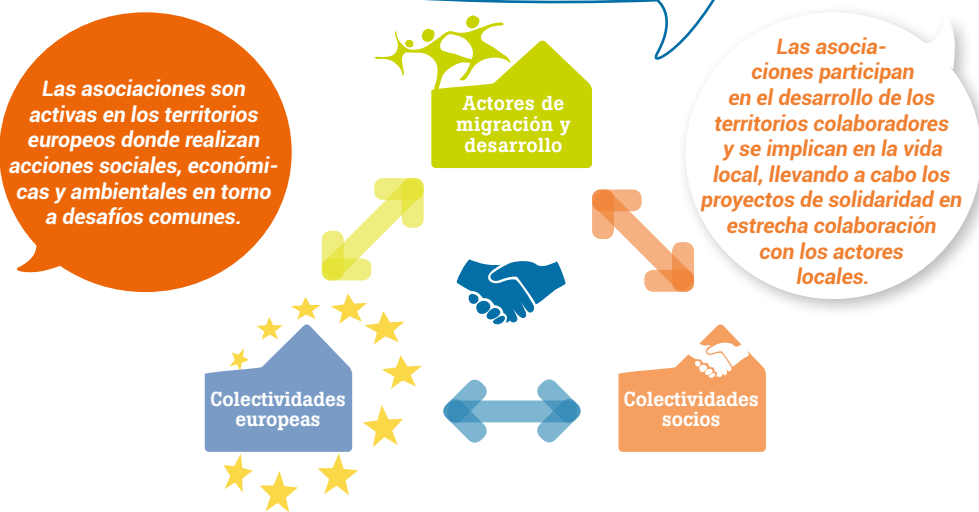 Las asociaciones son
activas en los territorios
europeos donde realizan
acciones sociales, económi-
cas y ambientales en torno
a desafíos comunes.
Actores de
migración y
desarrollo
Las asocia-
ciones participan
en el desarrollo de los
territorios colaboradores
y se implican en la vida
local, llevando a cabo los
proyectos de solidaridad en
estrecha colaboración
con los actores
locales.
Colectividades
europeas
Colectividades
socios